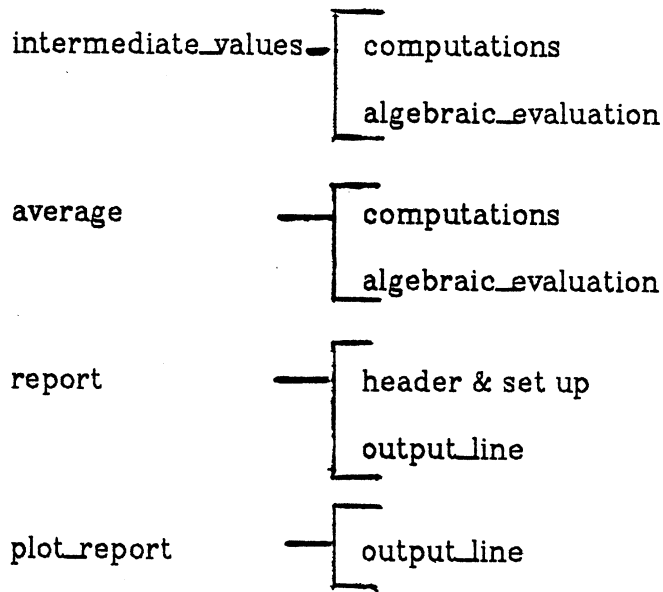 intermediate_values computations
algebraic_evaluation
average computations
algebraic_evaluation
report header & set up
output_line
plot_report output_line